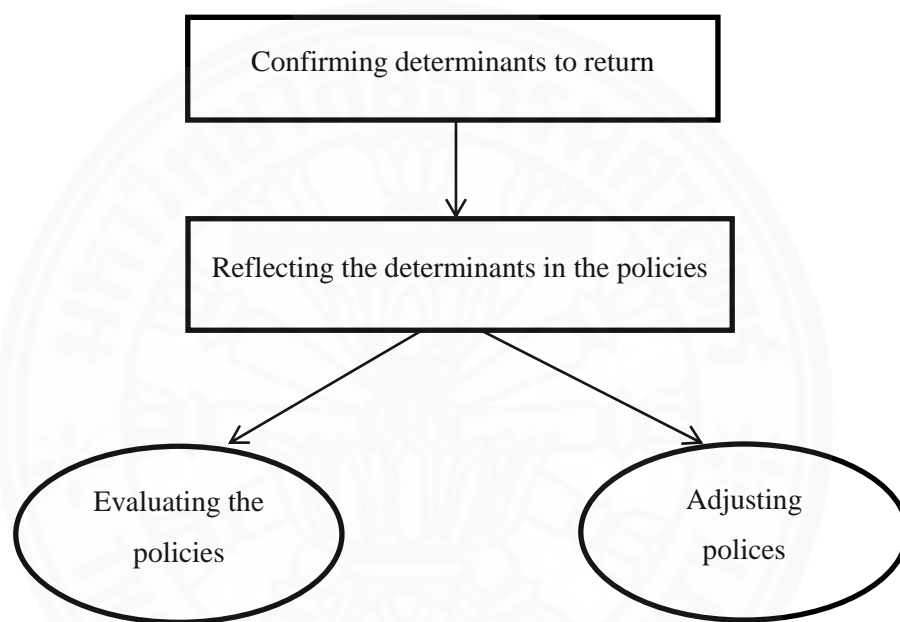 Confirming determinants to return
Reflecting the determinants in the policies
Evaluating the
policies
Adjusting
polices